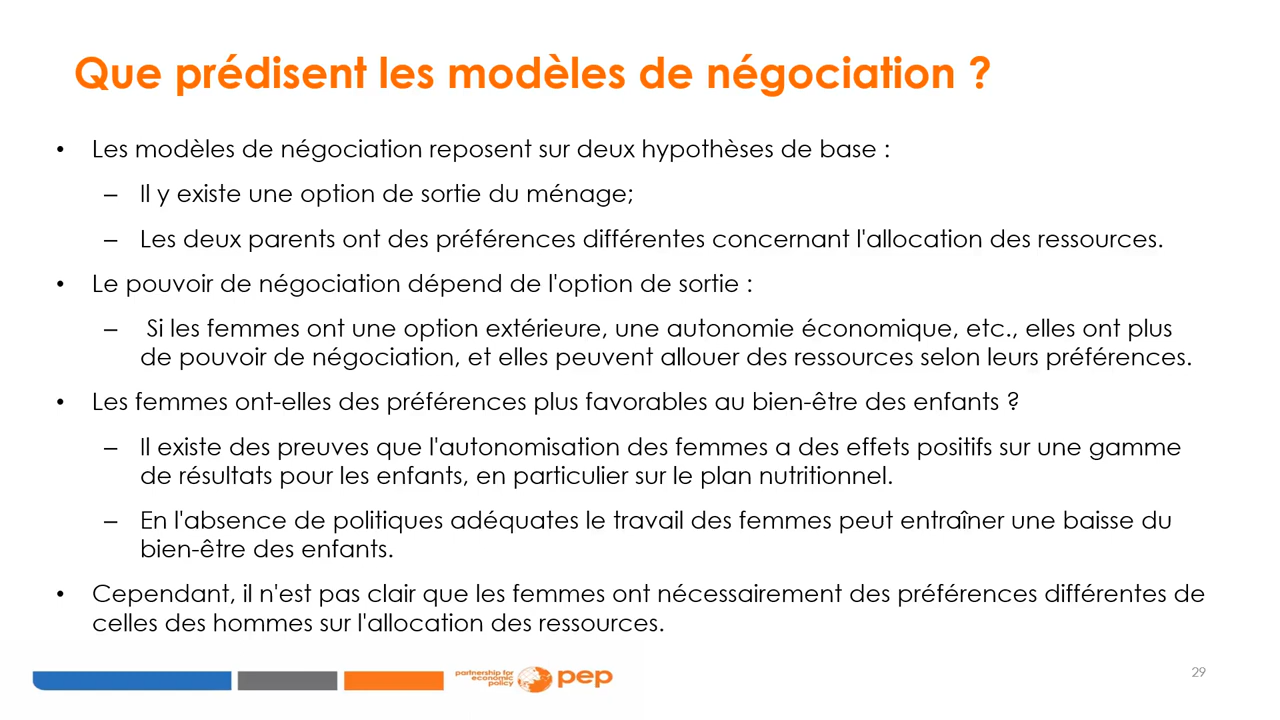 Que prédisent les modèles de négociation ?
• Les modèles de négociation reposent sur deux hypothèses de base :
– Il y existe une option de sortie du ménage;
– Les deux parents ont des préférences différentes concernant l'allocation des ressources.
• Le pouvoir de négociation dépend de l'option de sortie :
– Si les femmes ont une option extérieure, une autonomie économique, etc., elles ont plus
de pouvoir de négociation, et elles peuvent allouer des ressources selon leurs préférences.
• Les femmes ont-elles des préférences plus favorables au bien-être des enfants ?
– Il existe des preuves que l'autonomisation des femmes a des effets positifs sur une gamme
de résultats pour les enfants, en particulier sur le plan nutritionnel.
– En l'absence de politiques adéquates le travail des femmes peut entraîner une baisse du
bien-être des enfants.
• Cependant, il n'est pas clair que les femmes ont nécessairement des préférences différentes de
celles des hommes sur l'allocation des ressources.
partnership for
economic
policy
pep
29